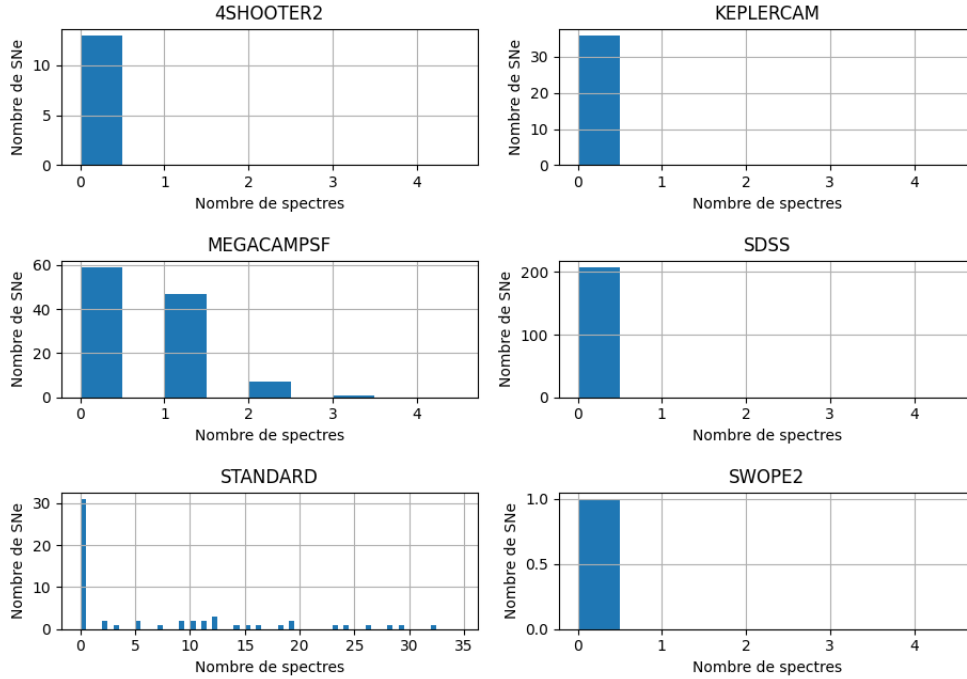 4SHOOTER2
Nombre de SNe
10
5
0
0 1 2 3 4
Nombre de spectres
KEPLERCAM
Nombre de SNe
30
20
10
0
0 1 2 3 4
Nombre de spectres
MEGACAMPSF
Nombre de SNe
60
40
20
0
0 1 2 3 4
Nombre de spectres
SDSS
Nombre de SNe
200
100
0
0 1 2 3 4
Nombre de spectres
STANDARD
Nombre de SNe
30
20
10
0
0 5 10 15 20 25 30 35
Nombre de spectres
SWOPE2
Nombre de SNe
1.0
0.5
0.0
0 1 2 3 4
Nombre de spectres